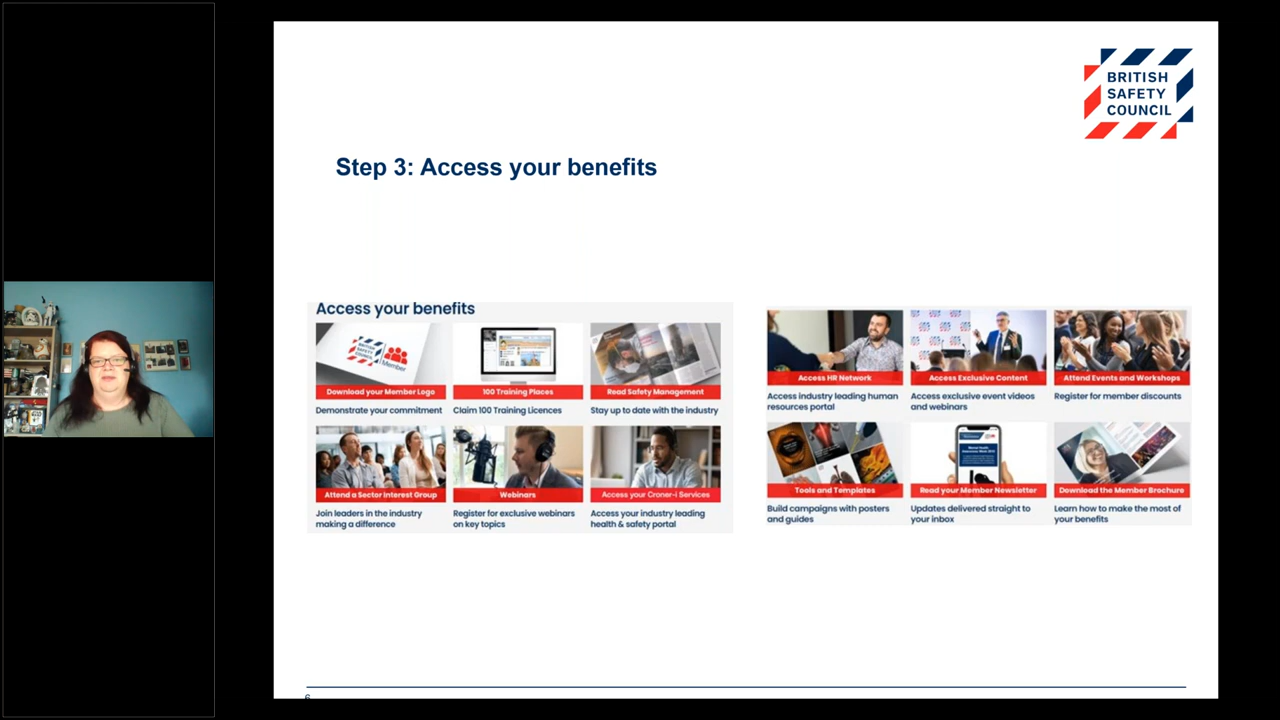 BRITISH
SAFETY
COUNCIL
Step 3: Access your benefits
Access your benefits
BRITISH
SAFETY
COUNCIL
Member
Download your Member Logo
Demonstrate your commitment
100 Training Places
Claim 100 Training Licences
Read Safety Management
Stay up to date with the industry
Attend a Sector Interest Group
Join leaders in the industry
making a difference
Webinars
Register for exclusive webinars
on key topics
Access your Croner-i Services
Access your industry leading
health & safety portal
Access HR Network
Access industry leading human
resources portal
Access Exclusive Content
Access exclusive event videos
and webinars
Attend Events and Workshops
Register for member discounts
Tools and Templates
Build campaigns with posters
and guides
Read your Member Newsletter
Updates delivered straight to
your inbox
Download the Member Brochure
Learn how to make the most of
your benefits
6